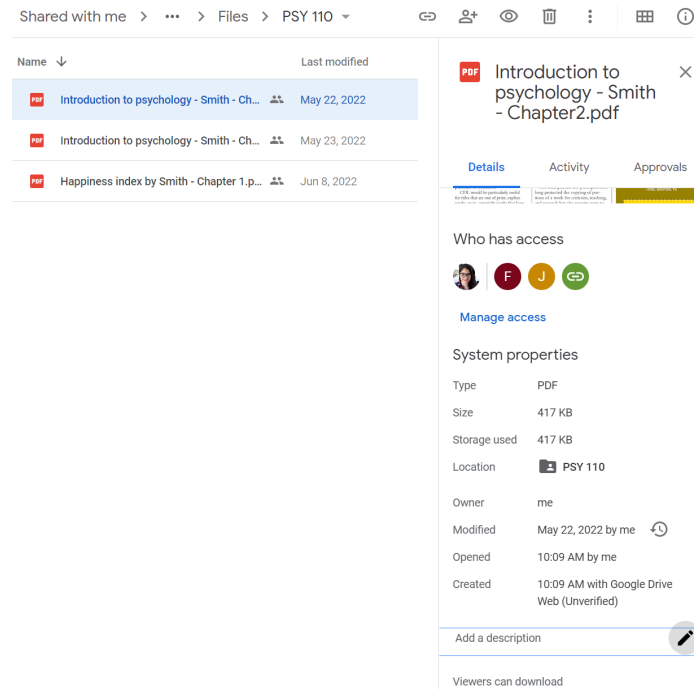 Shared with me > ••• > Files > PSY 110
Name Last modified
PDF Introduction to psychology - Smith - Ch... May 22, 2022
PDF Introduction to psychology - Smith - Ch... May 23, 2022
PDF Happiness index by Smith - Chapter 1.p... Jun 8, 2022
PDF
Introduction to
psychology - Smith
- Chapter2.pdf
Details Activity Approvals
Who has access
F J
Manage access
System properties
Type PDF
Size 417 KB
Storage used 417 KB
Location PSY 110
Owner me
Modified May 22, 2022 by me
Opened 10:09 AM by me
Created 10:09 AM with Google Drive
Web (Unverified)
Add a description
Viewers can download